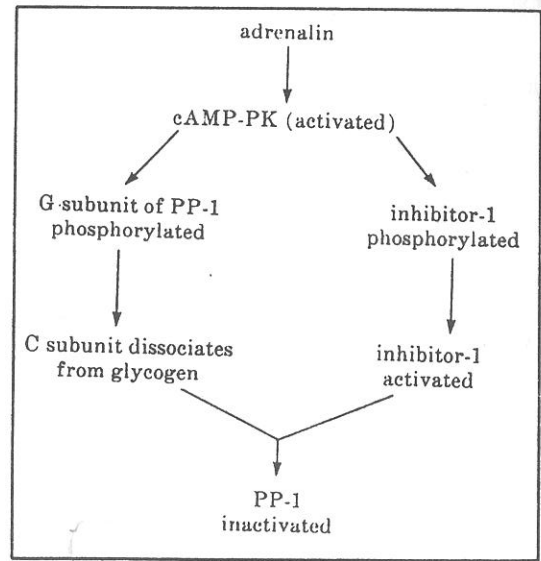 adrenalin
cAMP-PK (activated)
G subunit of PP-1
phosphorylated
inhibitor-1
phosphorylated
C subunit dissociates
from glycogen
inhibitor-1
activated
PP-1
inactivated